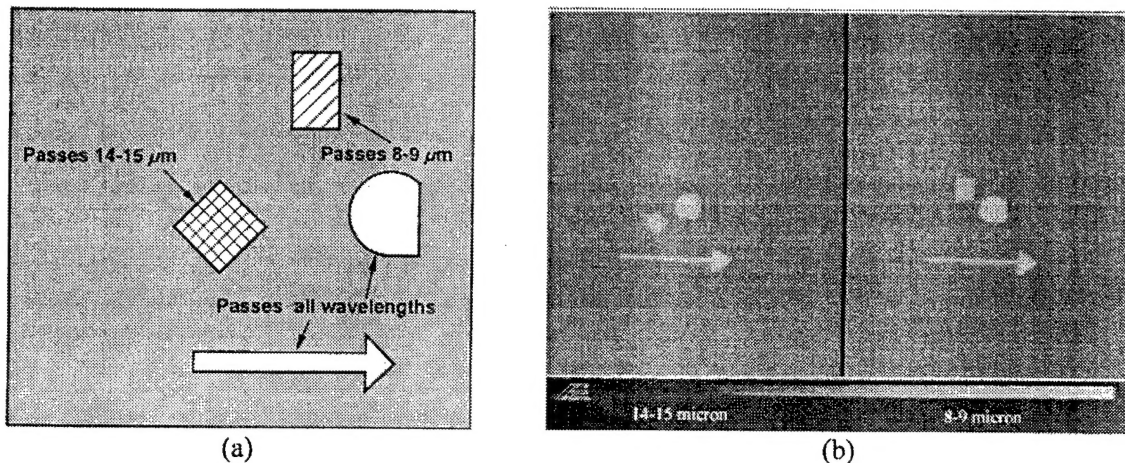 Passes 14-15 μm
Passes 8-9 μm
Passes all wavelengths
14-15 micron
8-9 micron
(a)
(b)